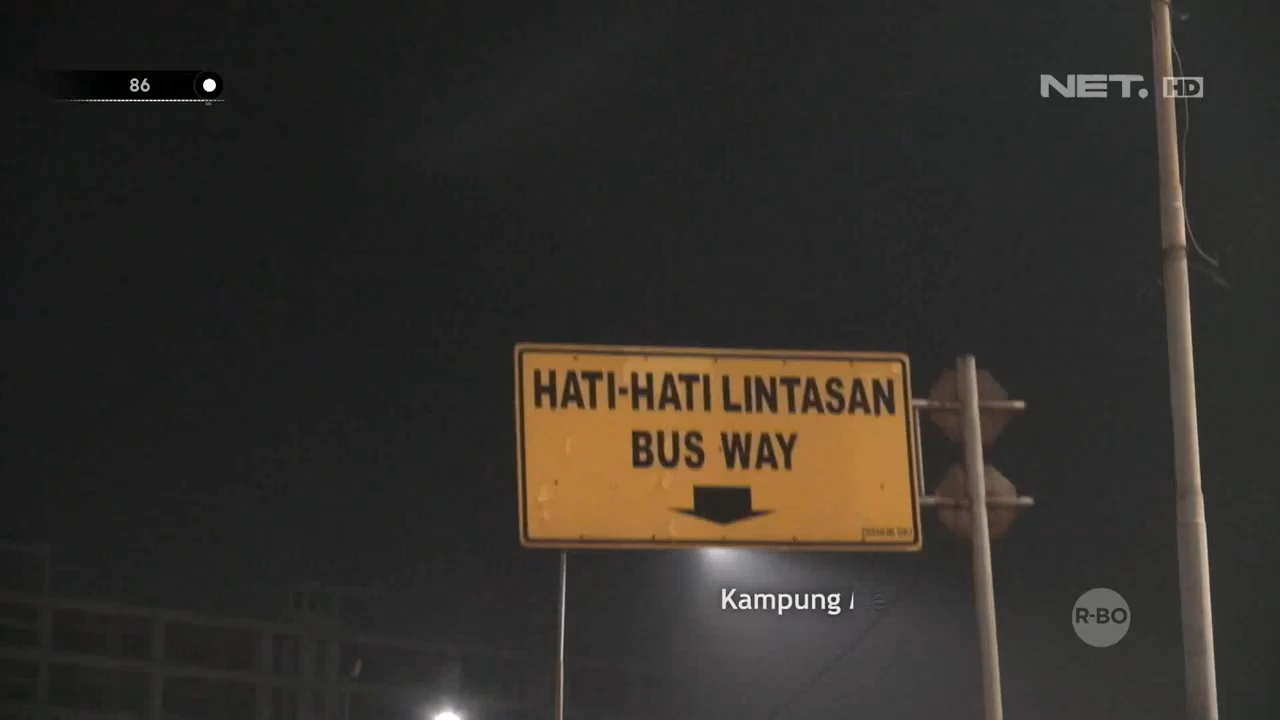 86
NET. HD
HATI-HATI LINTASAN
BUS WAY
Kampung
R-BO